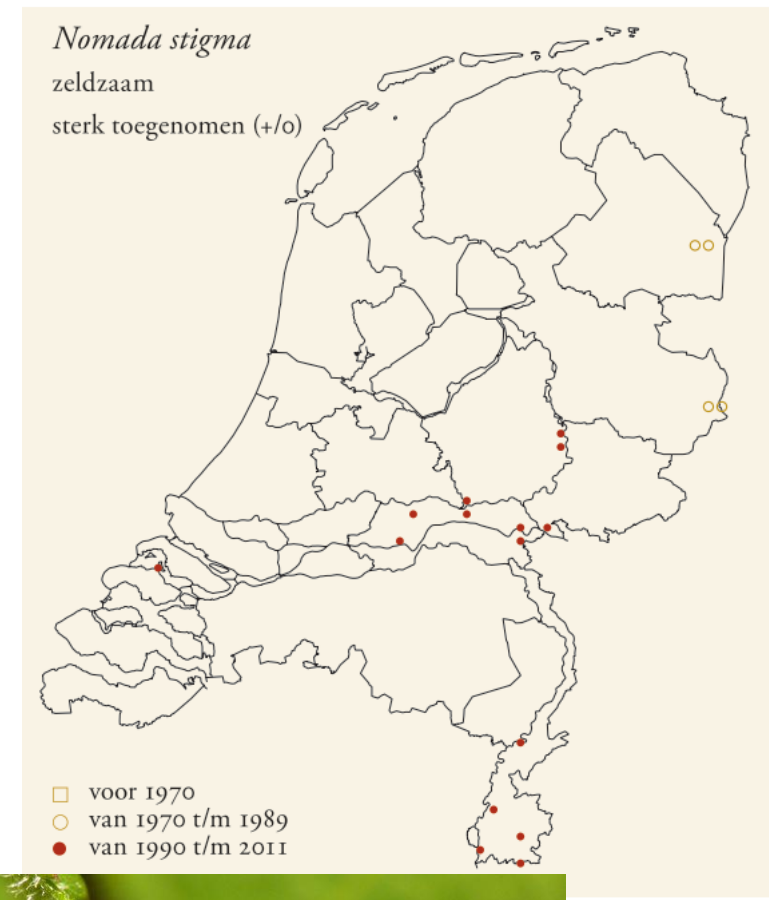 Nomada stigma
zeldzaam
sterk toegenomen (+/0)
voor 1970
van 1970 t/m 1989
van 1990 t/m 2011